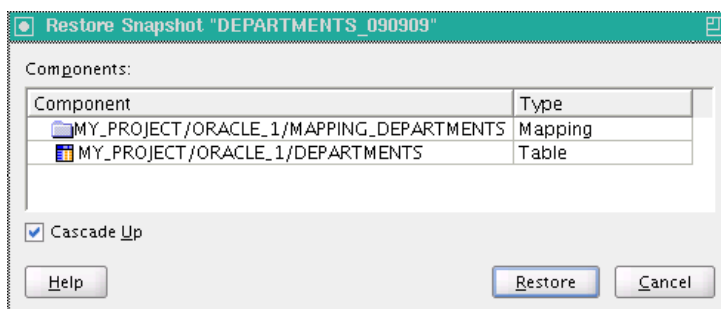 Restore Snapshot "DEPARTMENTS_090909"
Components:
Component Type
MY_PROJECT/ORACLE_1/MAPPING_DEPARTMENTS Mapping
MY_PROJECT/ORACLE_1/DEPARTMENTS Table
Cascade Up
Help Restore Cancel